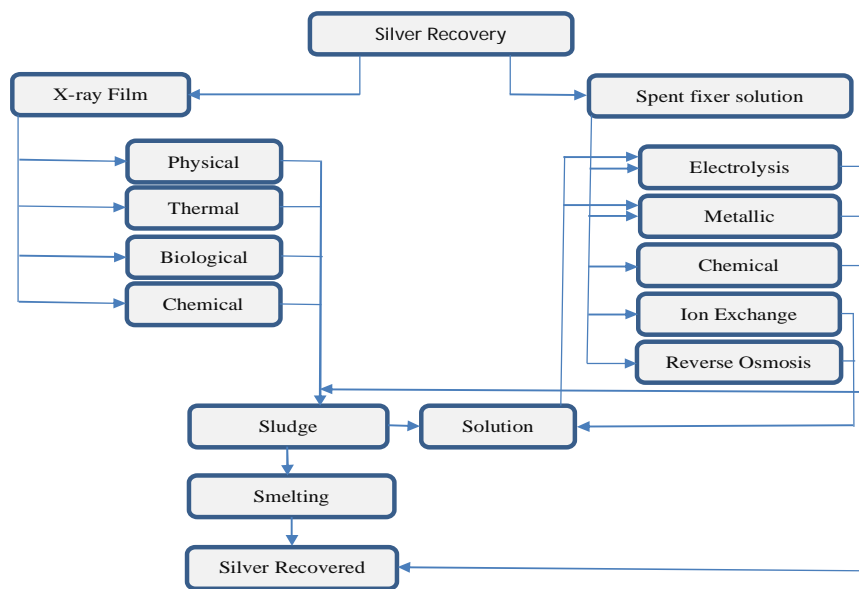 Silver Recovery
X-ray Film
Spent fixer solution
Physical
Thermal
Biological
Chemical
Electrolysis
Metallic
Chemical
Ion Exchange
Reverse Osmosis
Sludge
Solution
Smelting
Silver Recovered